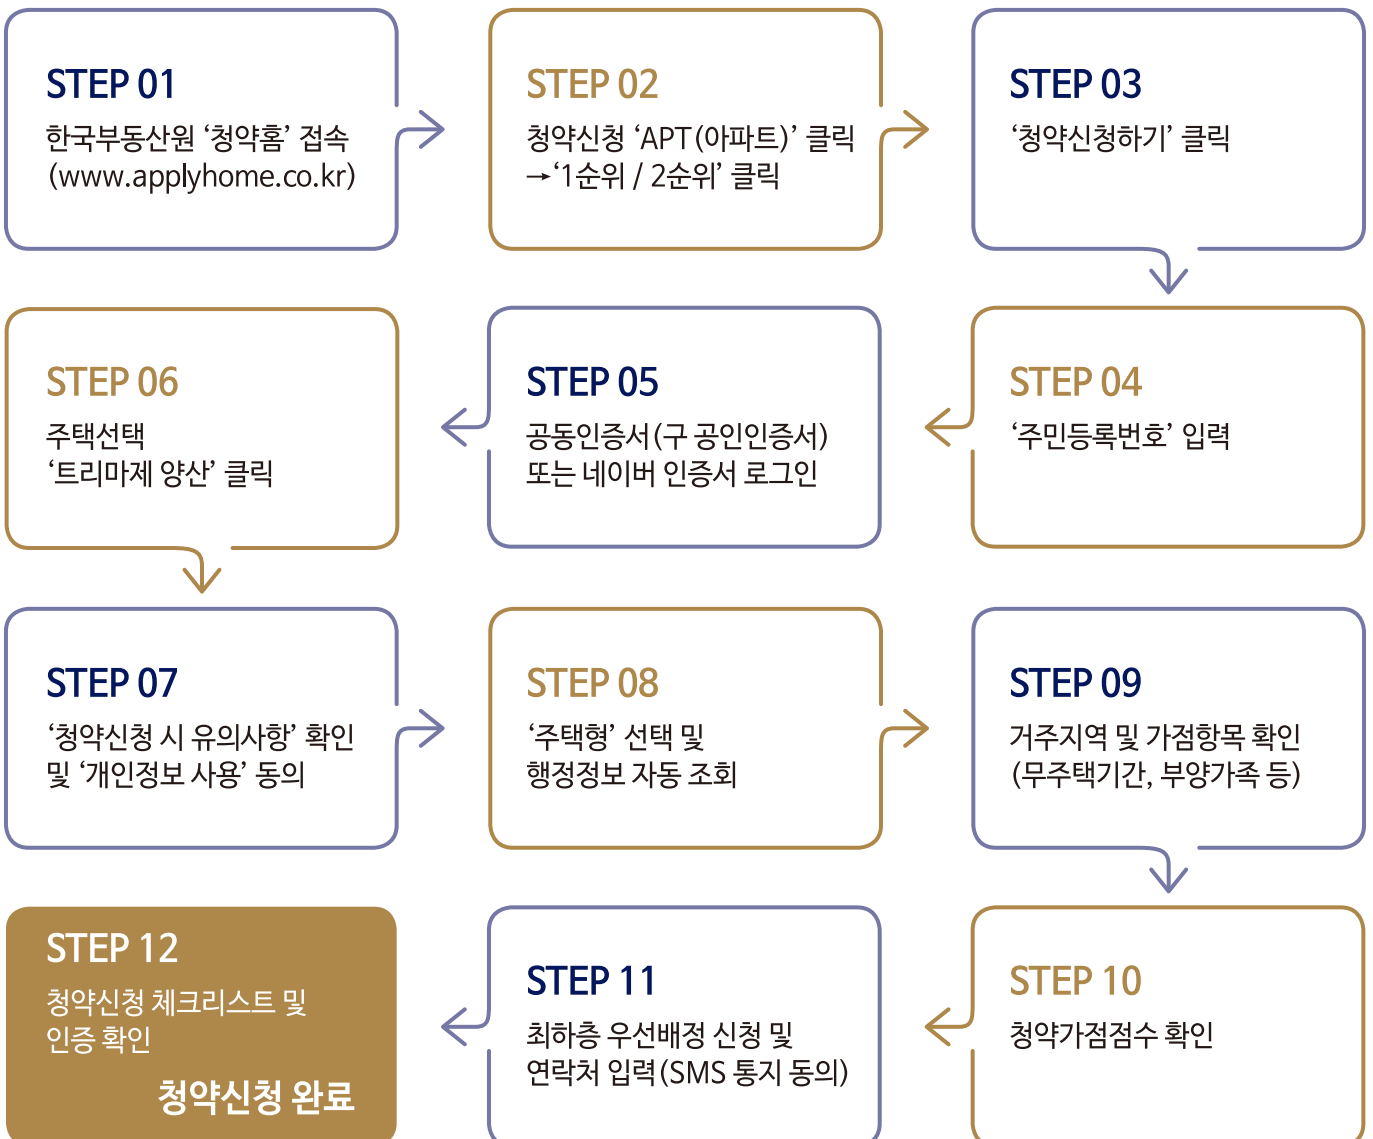 STEP 01
한국부동산원 ‘청약홈’ 접속
(www.applyhome.co.kr)
STEP 02
청약신청 ‘APT(아파트)’ 클릭
→‘1순위 / 2순위’ 클릭
STEP 03
‘청약신청하기’ 클릭
STEP 04
‘주민등록번호’ 입력
STEP 05
공동인증서(구 공인인증서)
또는 네이버 인증서 로그인
STEP 06
주택선택
‘트리마제 양산’ 클릭
STEP 07
‘청약신청 시 유의사항’ 확인
및 ‘개인정보 사용’ 동의
STEP 08
‘주택형’ 선택 및
행정정보 자동 조회
STEP 09
거주지역 및 가점항목 확인
(무주택기간, 부양가족 등)
STEP 10
청약가점점수 확인
STEP 11
최하층 우선배정 신청 및
연락처 입력(SMS 통지 동의)
STEP 12
청약신청 체크리스트 및
인증 확인
청약신청 완료